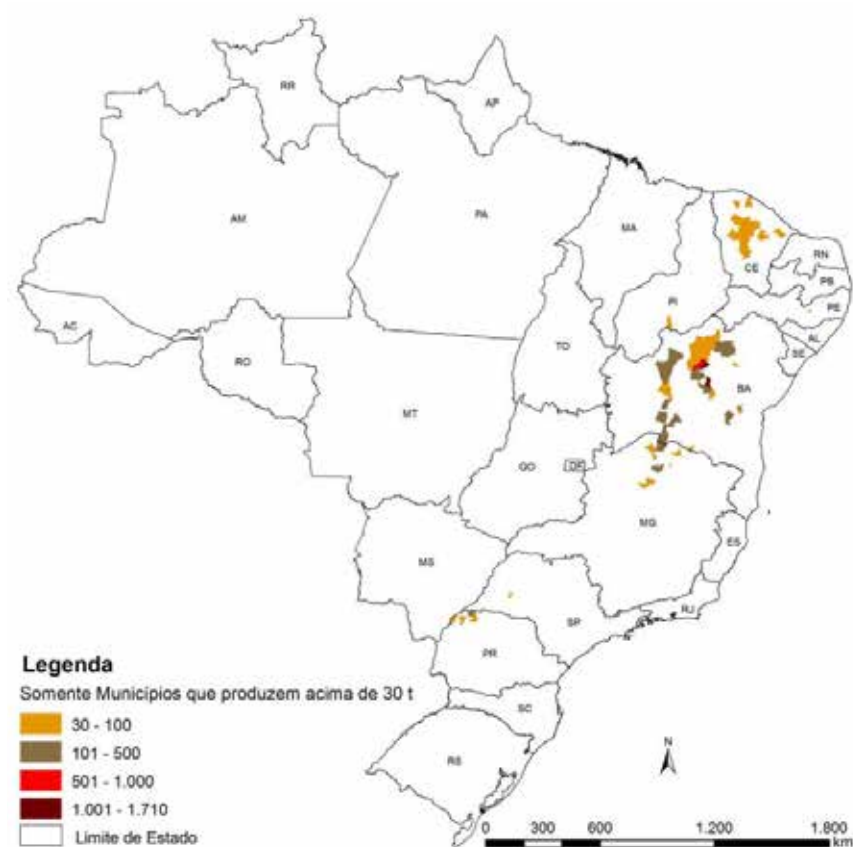 RR
AP
AM
PA
MA
CE
RN
PB
PE
AL
SE
PI
AC
RO
TO
BA
MT
GO
DF
MG
ES
MS
SP
RJ
PR
SC
RS
N
Legenda
Somente Municípios que produzem acima de 30 t
30 - 100
101 - 500
501 - 1.000
1.001 - 1.710
Limite de Estado
0 300 600 1.200 1.800
km